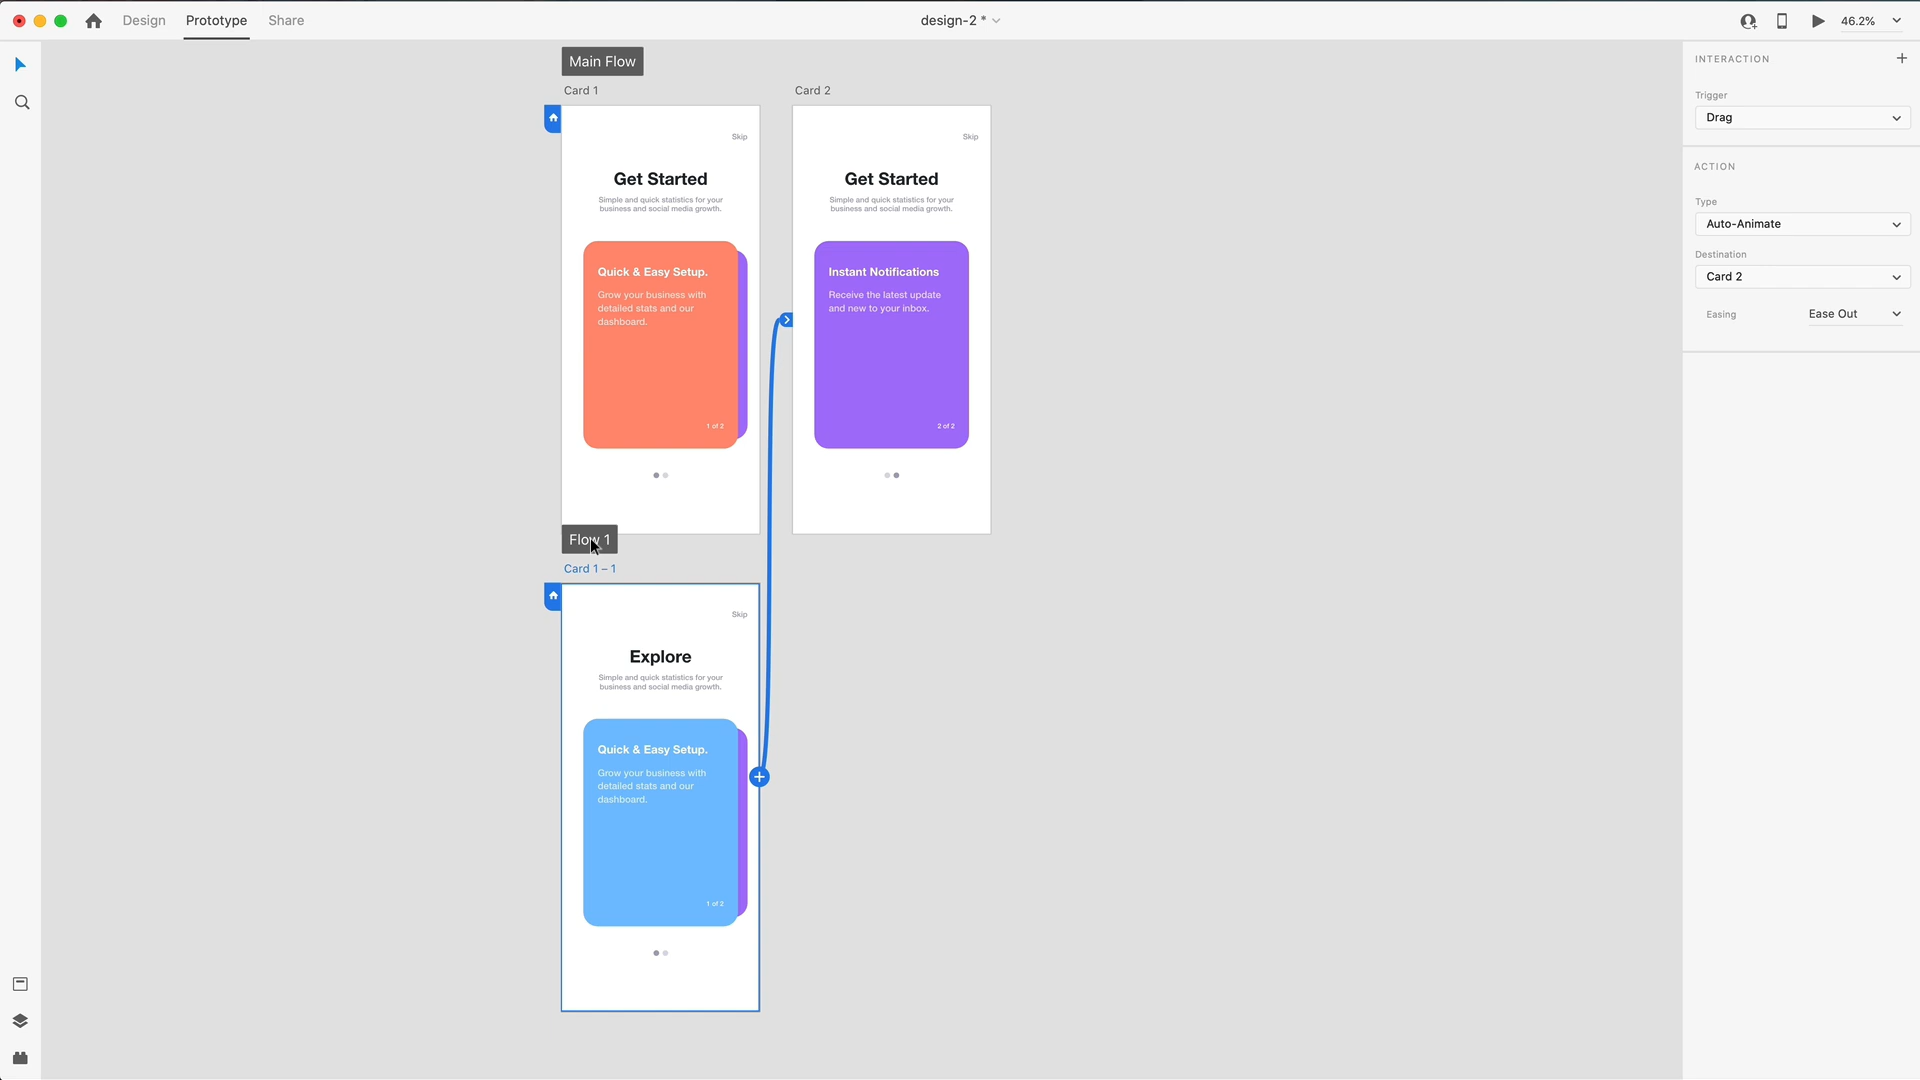 Design
Prototype
Share
design-2 *
46.2%
Main Flow
Card 1
Card 2
Skip
Get Started
Simple and quick statistics for your
business and social media growth.
Quick & Easy Setup.
Grow your business with
detailed stats and our
dashboard.
1 of 2
Skip
Get Started
Simple and quick statistics for your
business and social media growth.
Instant Notifications
Receive the latest update
and new to your inbox.
2 of 2
Flow 1
Card 1 – 1
Skip
Explore
Simple and quick statistics for your
business and social media growth.
Quick & Easy Setup.
Grow your business with
detailed stats and our
dashboard.
1 of 2
INTERACTION
Trigger
Drag
ACTION
Type
Auto-Animate
Destination
Card 2
Easing
Ease Out